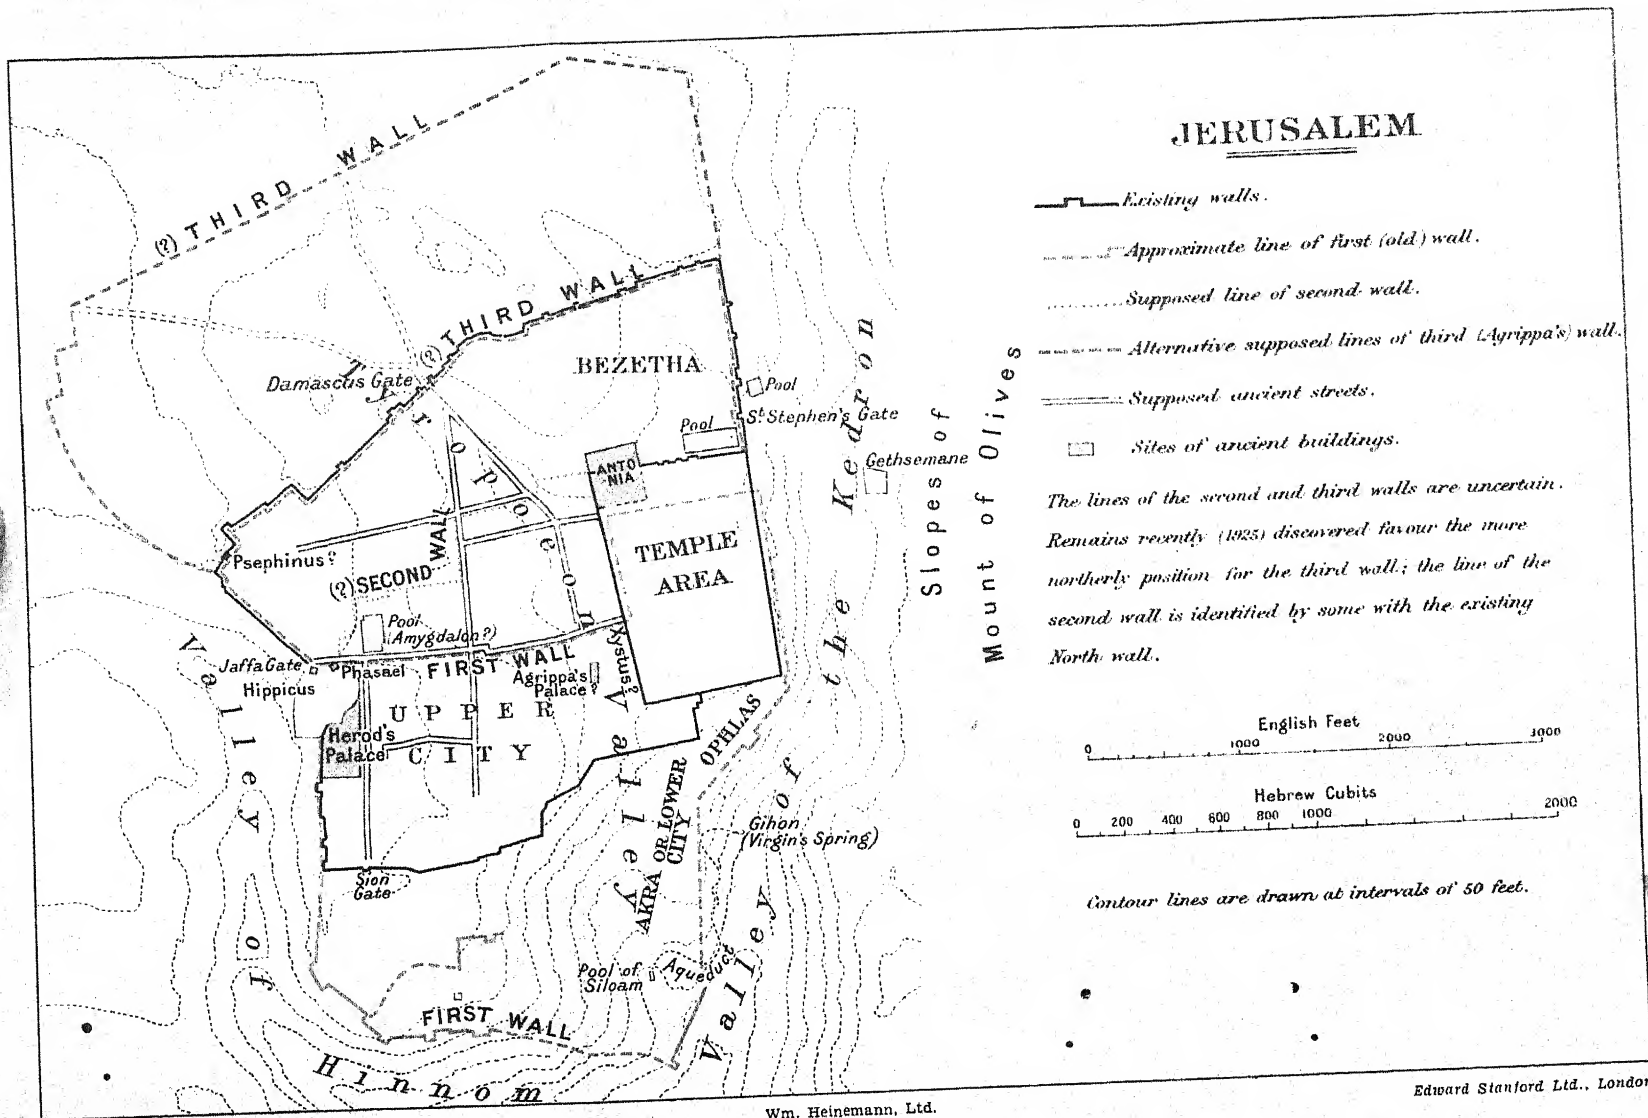 JERUSALEM
Existing walls.
Approximate line of first (old) wall.
Supposed line of second wall.
Alternative supposed lines of third (Agrippa's) wall.
Supposed ancient streets.
Sites of ancient buildings.
The lines of the second and third walls are uncertain.
Remains recently (1925) discovered favour the more
northerly position for the third wall; the line of the
second wall is identified by some with the existing
North wall.
English Feet
0 1000 2000 3000
Hebrew Cubits
0 200 400 600 800 1000 2000
Contour lines are drawn at intervals of 50 feet.
(?) THIRD WALL
(?) THIRD WALL
Damascus Gate
BEZETHA
Pool
St. Stephen's Gate
Pool
Gethsemane
ANTO
NIA
TEMPLE
AREA
Tyropoeon Valley
Psephinus?
(?) SECOND WALL
Pool
(Amygdalon?)
Jaffa Gate
Phasael
FIRST WALL
Hippicus
Agrippa's
Palace?
Xystus?
UPPER
CITY
Herod's
Palace
OPHLAS
AKRA OR LOWER
CITY
Gihon
(Virgin's Spring)
Sion
Gate
Pool of
Siloam
Aqueduct
FIRST WALL
Valley of Hinnom
Valley of the Kedron
Slopes of
Mount of Olives
Wm. Heinemann, Ltd.
Edward Stanford Ltd., London